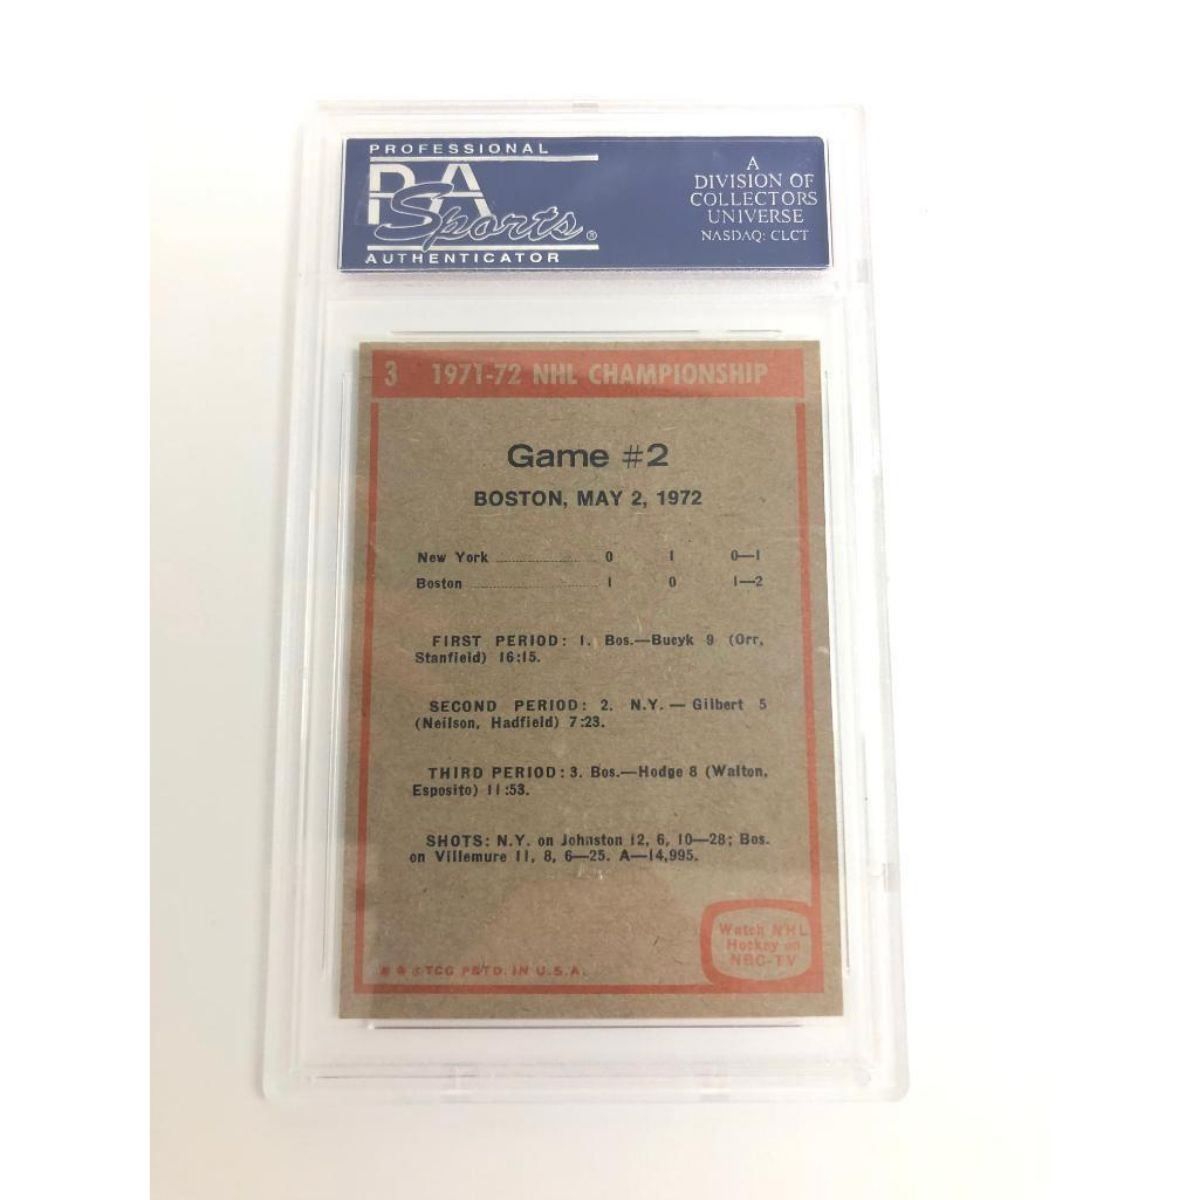 PROFESSIONAL
PSA
Sports®
AUTHENTICATOR
A
DIVISION OF
COLLECTORS
UNIVERSE
NASDAQ: CLCT
3 1971-72 NHL CHAMPIONSHIP
Game #2
BOSTON, MAY 2, 1972
New York 0 1 0—1
Boston 1 0 1—2
FIRST PERIOD: 1. Bos.—Bucyk 9 (Orr,
Stanfield) 16:15.
SECOND PERIOD: 2. N.Y.—Gilbert 5
(Neilson, Hadfield) 7:23.
THIRD PERIOD: 3. Bos.—Hodge 8 (Walton,
Esposito) 11:53.
SHOTS: N.Y. on Johnston 12, 6, 10—28; Bos.
on Villemure 11, 8, 6—25. A—14,995.
Watch NHL
Hockey on
NBC-TV
TCG PRTD. IN U.S.A.